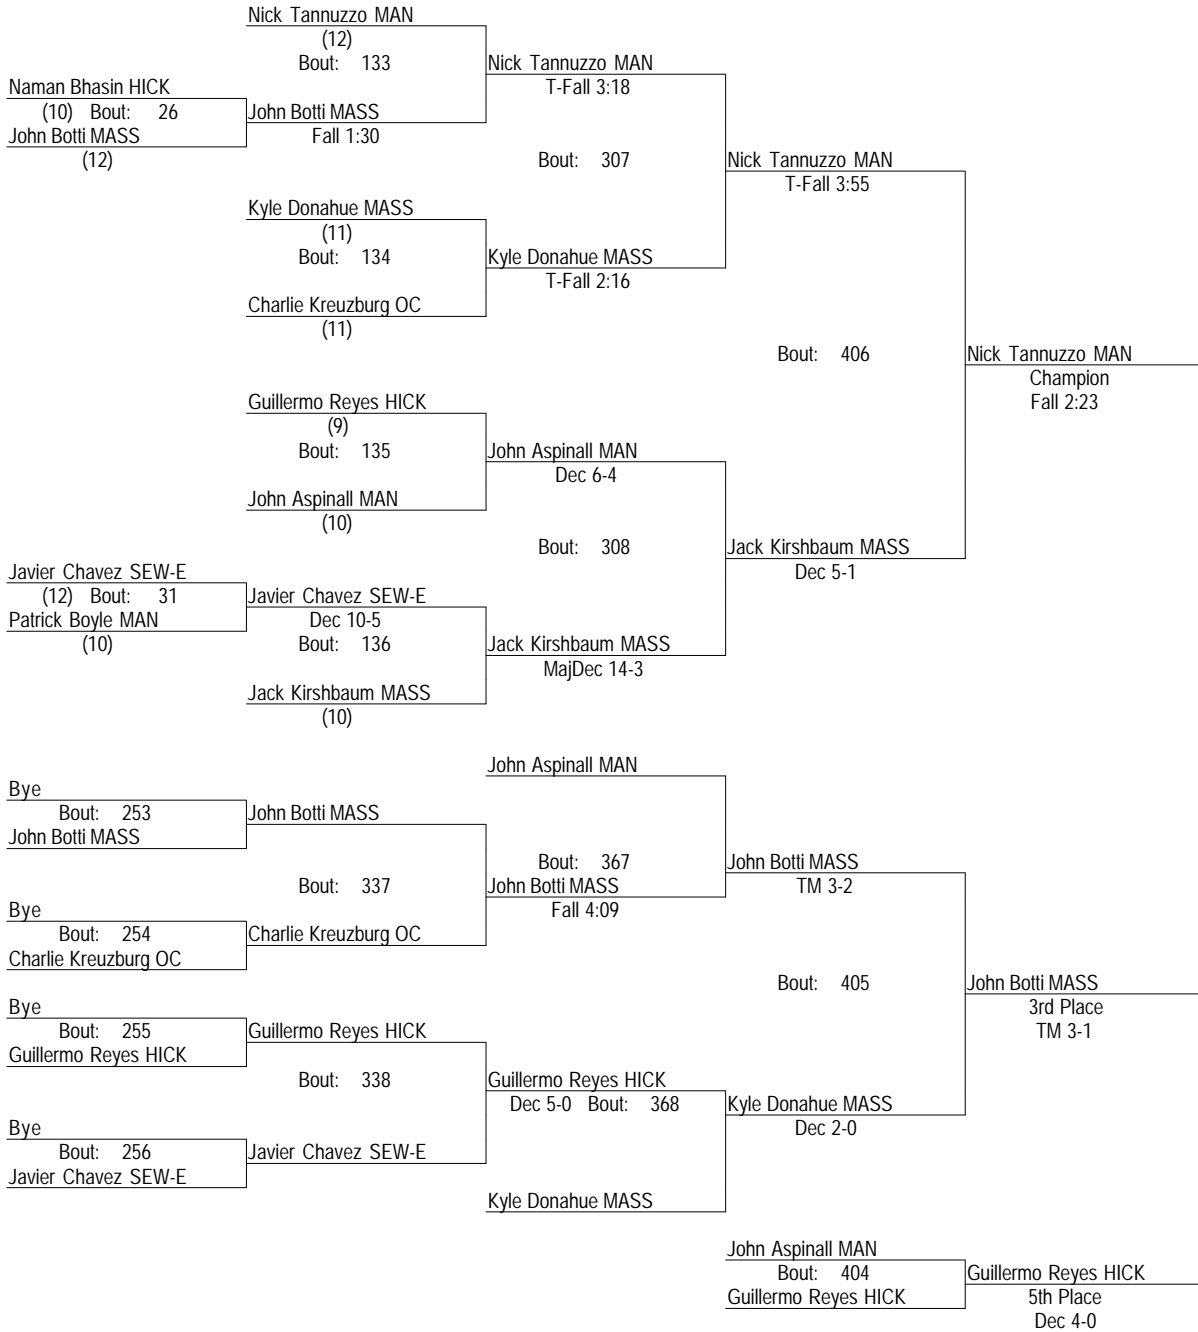 Nick Tannuzzo MAN
(12)
Bout: 133
Nick Tannuzzo MAN
T-Fall 3:18
Naman Bhasin HICK
(10) Bout: 26
John Botti MASS
John Botti MASS
Fall 1:30
(12)
Bout: 307
Nick Tannuzzo MAN
T-Fall 3:55
Kyle Donahue MASS
(11)
Bout: 134
Kyle Donahue MASS
T-Fall 2:16
Charlie Kreuzburg OC
(11)
Bout: 406
Nick Tannuzzo MAN
Champion
Fall 2:23
Guillermo Reyes HICK
(9)
Bout: 135
John Aspinall MAN
Dec 6-4
John Aspinall MAN
(10)
Bout: 308
Jack Kirshbaum MASS
Dec 5-1
Javier Chavez SEW-E
(12) Bout: 31
Javier Chavez SEW-E
Patrick Boyle MAN
Dec 10-5
(10)
Bout: 136
Jack Kirshbaum MASS
MajDec 14-3
Jack Kirshbaum MASS
(10)
John Aspinall MAN
Bye
Bout: 253
John Botti MASS
John Botti MASS
Bout: 367
John Botti MASS
TM 3-2
Bout: 337
John Botti MASS
Fall 4:09
Bye
Bout: 254
Charlie Kreuzburg OC
Charlie Kreuzburg OC
Bout: 405
John Botti MASS
3rd Place
TM 3-1
Bye
Bout: 255
Guillermo Reyes HICK
Guillermo Reyes HICK
Bout: 338
Guillermo Reyes HICK
Dec 5-0 Bout: 368
Kyle Donahue MASS
Dec 2-0
Bye
Bout: 256
Javier Chavez SEW-E
Javier Chavez SEW-E
Kyle Donahue MASS
John Aspinall MAN
Bout: 404
Guillermo Reyes HICK
Guillermo Reyes HICK
5th Place
Dec 4-0